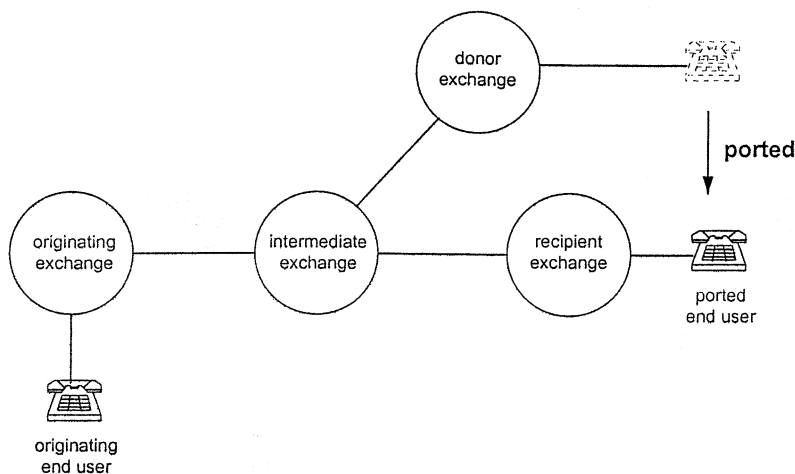 donor
exchange
ported
originating
exchange
intermediate
exchange
recipient
exchange
ported
end user
originating
end user